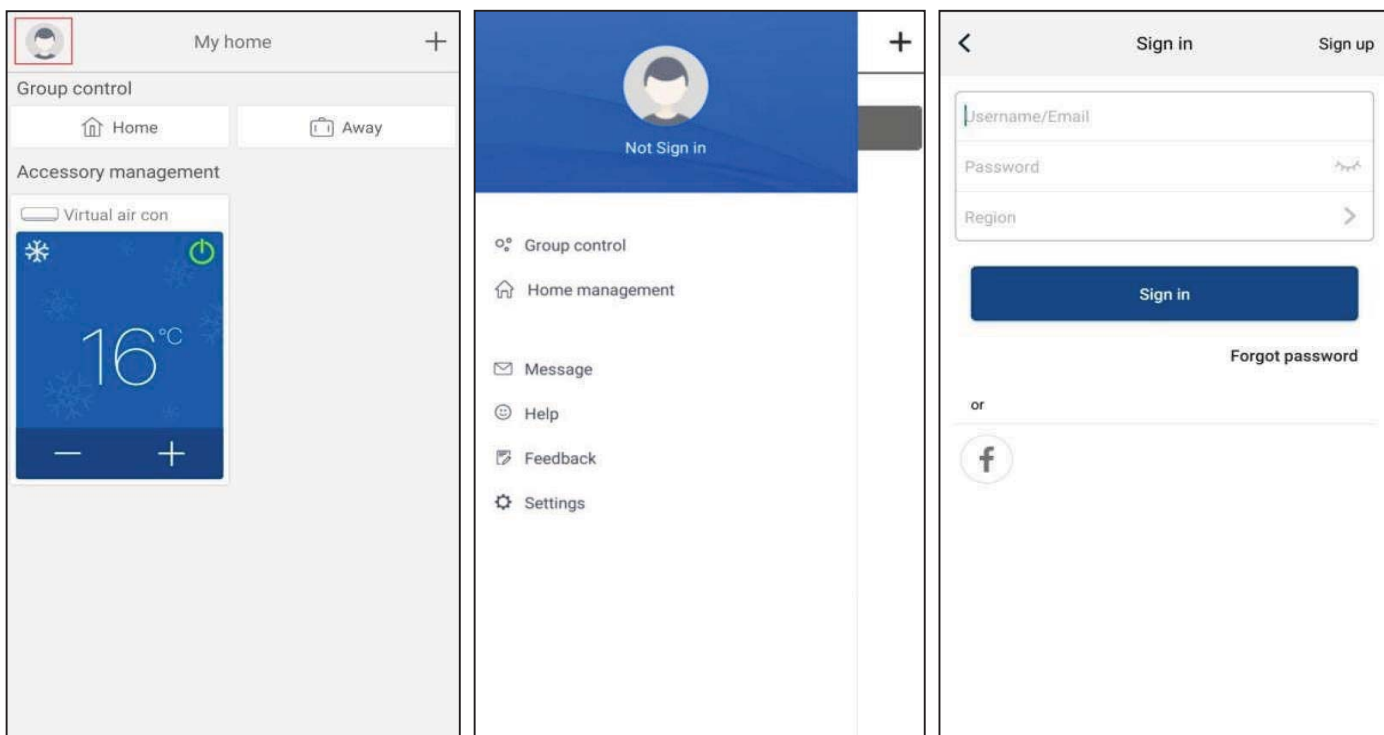 My home
Group control
Home
Away
Accessory management
Virtual air con
16°C
Not Sign in
Group control
Home management
Message
Help
Feedback
Settings
Sign in
Sign up
Username/Email
Password
Region
Sign in
Forgot password
or
f